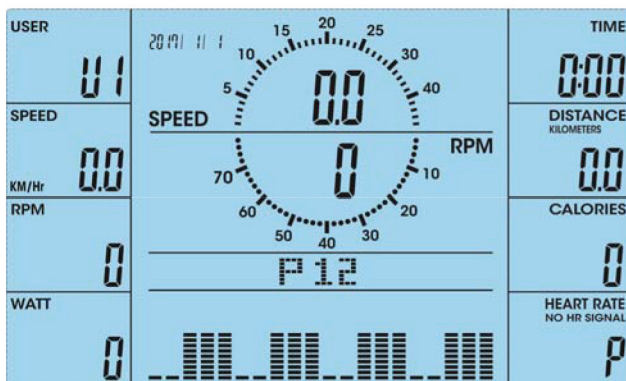 USER
U1
SPEED
KM/Hr 0.0
RPM
0
WATT
0
2019/ 1/ 1
5 10 15 20 25 30 40
SPEED 0.0
RPM 0
10 20 30 40 50 60 70
P12
TIME
0:00
DISTANCE
KILOMETERS
0.0
CALORIES
0
HEART RATE
NO HR SIGNAL
P